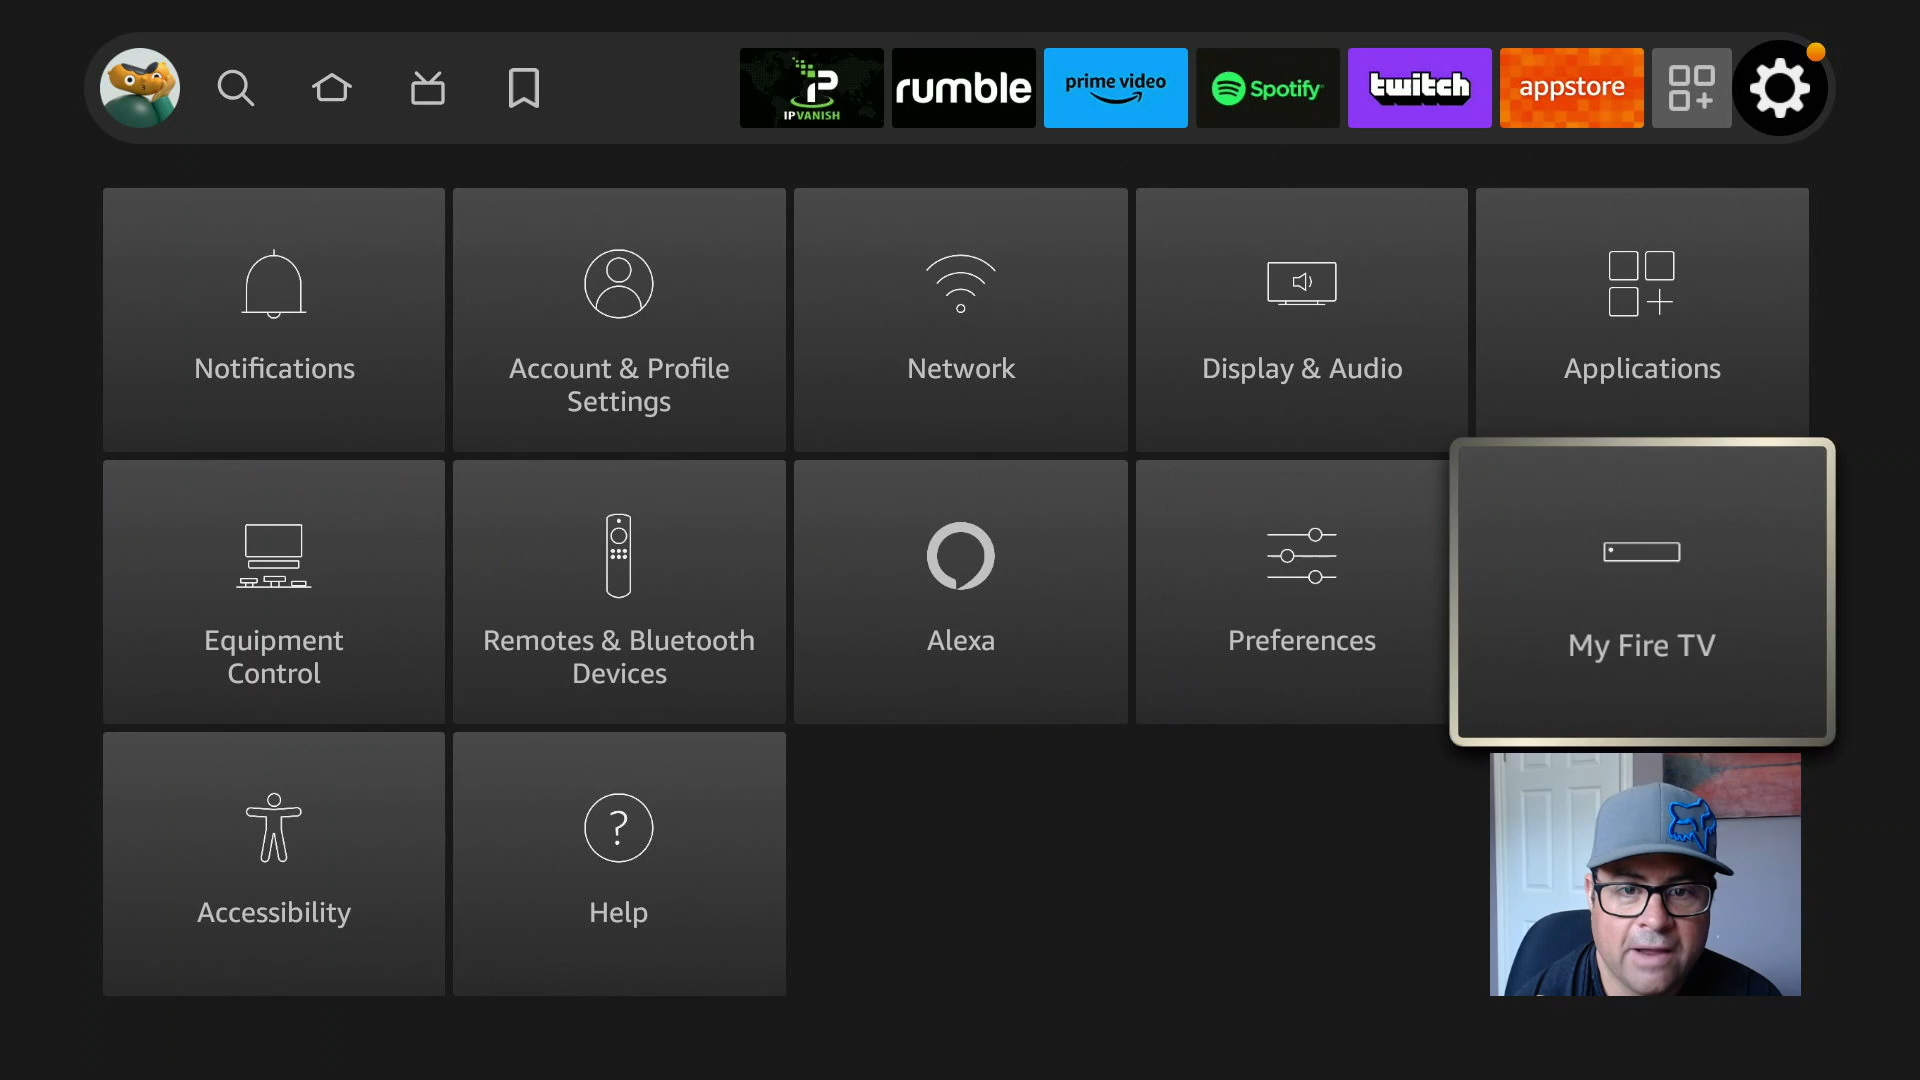 IPVANISH
rumble
prime video
Spotify
twitch
appstore
Notifications
Account & Profile
Settings
Network
Display & Audio
Applications
Equipment
Control
Remotes & Bluetooth
Devices
Alexa
Preferences
My Fire TV
Accessibility
?
Help